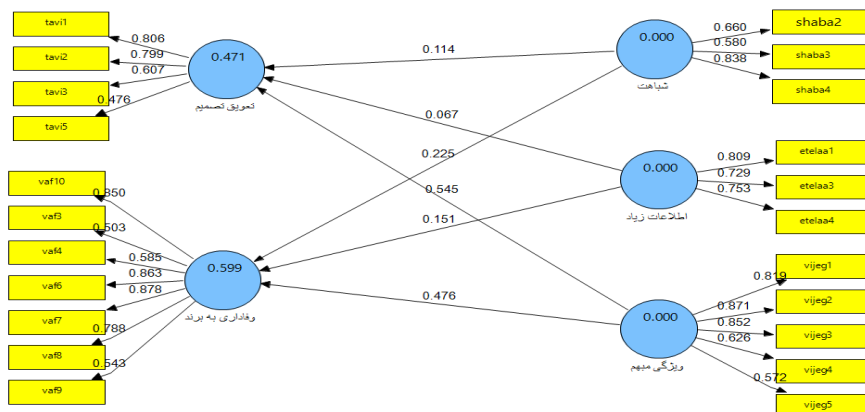 tavi1
tavi2
tavi3
tavi5
0.806
0.799
0.607
0.476
0.471
تعویق تصمیم
vaf10
vaf3
vaf4
vaf6
vaf7
vaf8
vaf9
0.850
0.503
0.585
0.863
0.878
0.788
0.543
0.599
وفاداری به برند
0.114
0.067
0.225
0.545
0.151
0.476
0.000
شباهت
0.660
0.580
0.838
shaba2
shaba3
shaba4
0.000
اطلاعات زیاد
0.809
0.729
0.753
etelaa1
etelaa3
etelaa4
0.000
ویژگی مبهم
0.819
0.871
0.852
0.626
0.572
vijeg1
vijeg2
vijeg3
vijeg4
vijeg5